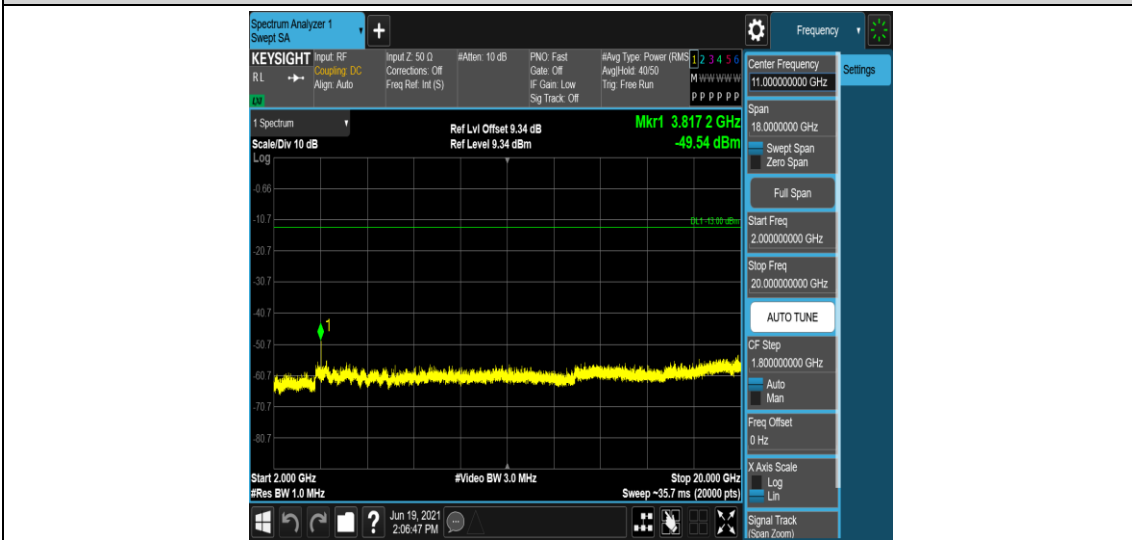 Spectrum Analyzer 1
Swept SA
+
Frequency
KEYSIGHT
RL
LXI
Input: RF
Coupling: DC
Align: Auto
Input Z: 50 Ω
Corrections: Off
Freq Ref: Int (S)
#Atten: 10 dB
PNO: Fast
Gate: Off
IF Gain: Low
Sig Track: Off
#Avg Type: Power (RMS
Avg|Hold: 40/50
Trig: Free Run
1 2 3 4 5 6
M W W W W W
P P P P P P
Center Frequency
11.000000000 GHz
Settings
1 Spectrum
Scale/Div 10 dB
Log
Ref Lvl Offset 9.34 dB
Ref Level 9.34 dBm
Mkr1 3.817 2 GHz
-49.54 dBm
Span
18.0000000 GHz
Swept Span
Zero Span
Full Span
Start Freq
2.000000000 GHz
Stop Freq
20.000000000 GHz
AUTO TUNE
CF Step
1.800000000 GHz
Auto
Man
Freq Offset
0 Hz
X Axis Scale
Log
Lin
Signal Track
(Span Zoom)
-0.66
-10.7
DL1 -13.00 dBm
-20.7
-30.7
-40.7
1
-50.7
-60.7
-70.7
-80.7
Start 2.000 GHz
#Video BW 3.0 MHz
Stop 20.000 GHz
#Res BW 1.0 MHz
Sweep ~35.7 ms (20000 pts)
?
Jun 19, 2021
2:06:47 PM